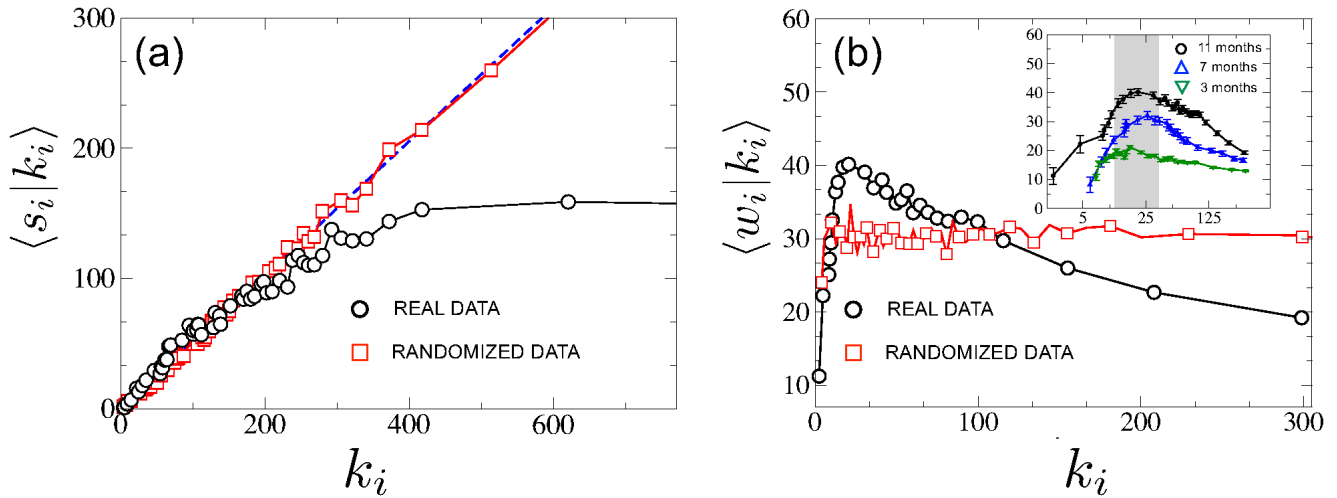 (a)
300
200
100
0
⟨s_i|k_i⟩
0
200
400
600
k_i
REAL DATA
RANDOMIZED DATA
(b)
60
50
40
30
20
10
⟨w_i|k_i⟩
0
100
200
300
k_i
REAL DATA
RANDOMIZED DATA
60
50
40
30
20
10
0
5
25
125
11 months
7 months
3 months